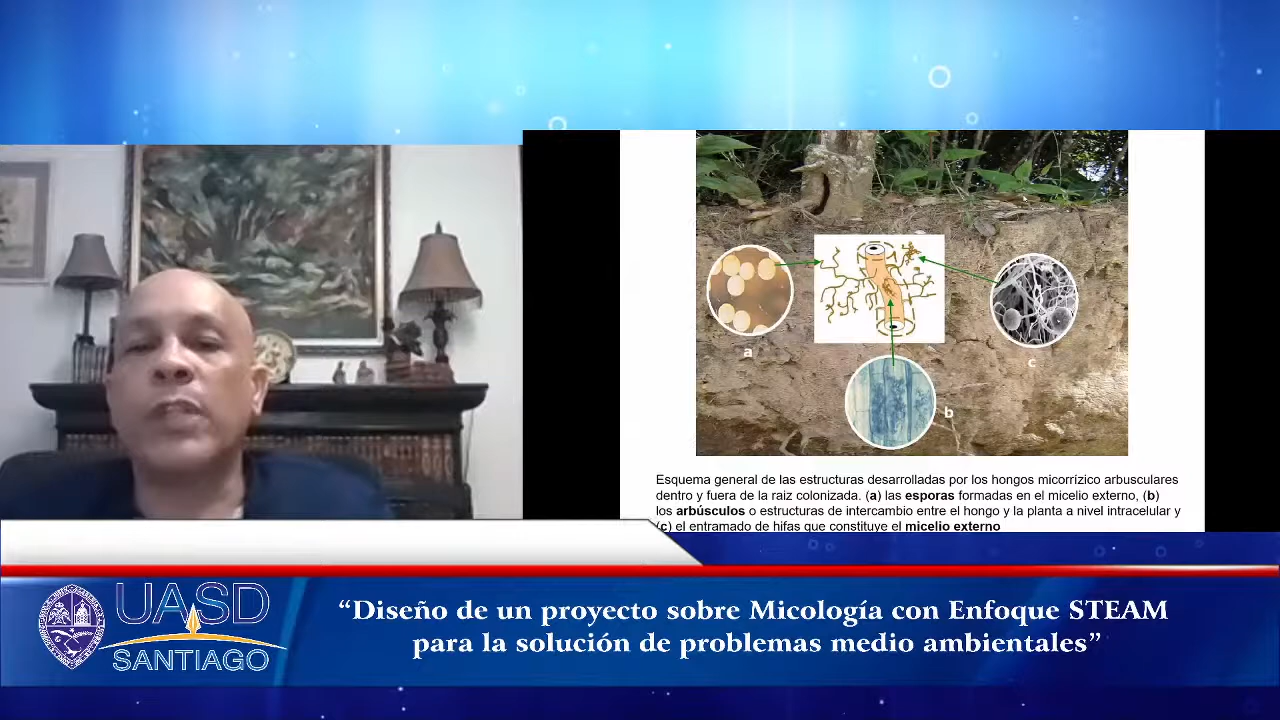 a
b
c
Esquema general de las estructuras desarrolladas por los hongos micorrízico arbusculares
dentro y fuera de la raiz colonizada. (a) las esporas formadas en el micelio externo, (b)
los arbúsculos o estructuras de intercambio entre el hongo y la planta a nivel intracelular y
(c) el entramado de hifas que constituye el micelio externo
UASD
SANTIAGO
“Diseño de un proyecto sobre Micología con Enfoque STEAM
para la solución de problemas medio ambientales”